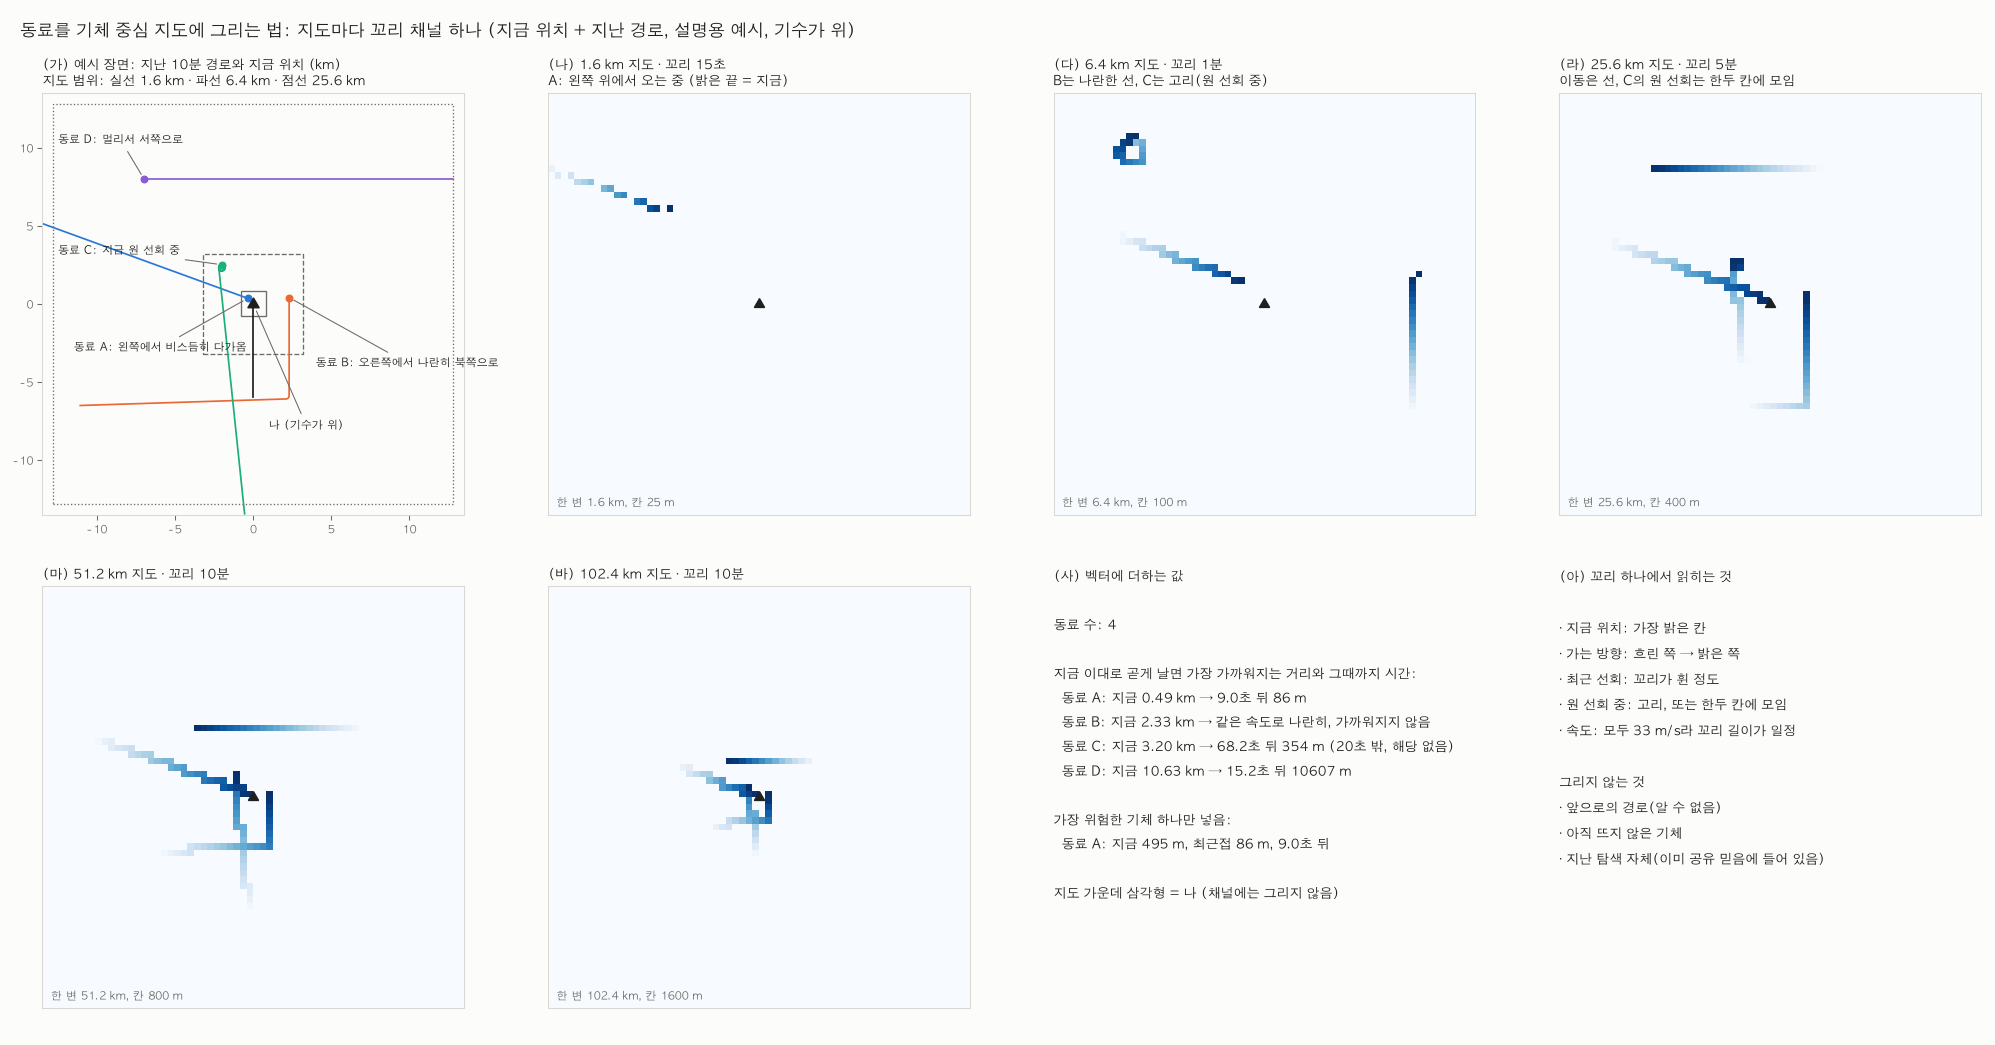 동료를 기체 중심 지도에 그리는 법: 지도마다 꼬리 채널 하나 (지금 위치 + 지난 경로, 설명용 예시, 기수가 위)
(가) 예시 장면: 지난 10분 경로와 지금 위치 (km)
지도 범위: 실선 1.6 km · 파선 6.4 km · 점선 25.6 km
동료 D: 멀리서 서쪽으로
동료 C: 지금 원 선회 중
동료 A: 왼쪽에서 비스듬히 다가옴
동료 B: 오른쪽에서 나란히 북쪽으로
나 (기수가 위)
10
5
0
-5
-10
-10
-5
0
5
10
(나) 1.6 km 지도 · 꼬리 15초
A: 왼쪽 위에서 오는 중 (밝은 끝 = 지금)
한 변 1.6 km, 칸 25 m
(다) 6.4 km 지도 · 꼬리 1분
B는 나란한 선, C는 고리(원 선회 중)
한 변 6.4 km, 칸 100 m
(라) 25.6 km 지도 · 꼬리 5분
이동은 선, C의 원 선회는 한두 칸에 모임
한 변 25.6 km, 칸 400 m
(마) 51.2 km 지도 · 꼬리 10분
한 변 51.2 km, 칸 800 m
(바) 102.4 km 지도 · 꼬리 10분
한 변 102.4 km, 칸 1600 m
(사) 벡터에 더하는 값
동료 수: 4
지금 이대로 곧게 날면 가장 가까워지는 거리와 그때까지 시간:
동료 A: 지금 0.49 km → 9.0초 뒤 86 m
동료 B: 지금 2.33 km → 같은 속도로 나란히, 가까워지지 않음
동료 C: 지금 3.20 km → 68.2초 뒤 354 m (20초 밖, 해당 없음)
동료 D: 지금 10.63 km → 15.2초 뒤 10607 m
가장 위험한 기체 하나만 넣음:
동료 A: 지금 495 m, 최근접 86 m, 9.0초 뒤
지도 가운데 삼각형 = 나 (채널에는 그리지 않음)
(아) 꼬리 하나에서 읽히는 것
· 지금 위치: 가장 밝은 칸
· 가는 방향: 흐린 쪽 → 밝은 쪽
· 최근 선회: 꼬리가 휜 정도
· 원 선회 중: 고리, 또는 한두 칸에 모임
· 속도: 모두 33 m/s라 꼬리 길이가 일정
그리지 않는 것
· 앞으로의 경로(알 수 없음)
· 아직 뜨지 않은 기체
· 지난 탐색 자체(이미 공유 믿음에 들어 있음)